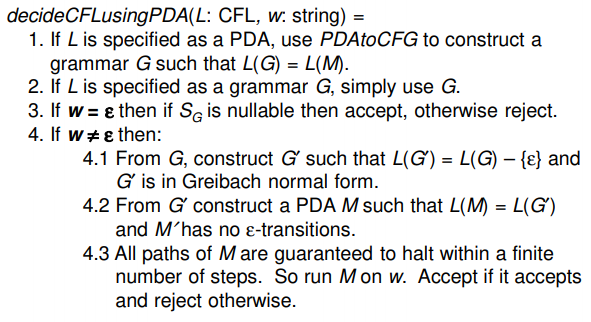 decideCFLusingPDA(L: CFL, w: string) =
1. If L is specified as a PDA, use PDAtoCFG to construct a
grammar G such that L(G) = L(M).
2. If L is specified as a grammar G, simply use G.
3. If w = ε then if S_G is nullable then accept, otherwise reject.
4. If w ≠ ε then:
4.1 From G, construct G′ such that L(G′) = L(G) – {ε} and
G′ is in Greibach normal form.
4.2 From G′ construct a PDA M such that L(M) = L(G′)
and M´has no ε-transitions.
4.3 All paths of M are guaranteed to halt within a finite
number of steps. So run M on w. Accept if it accepts
and reject otherwise.